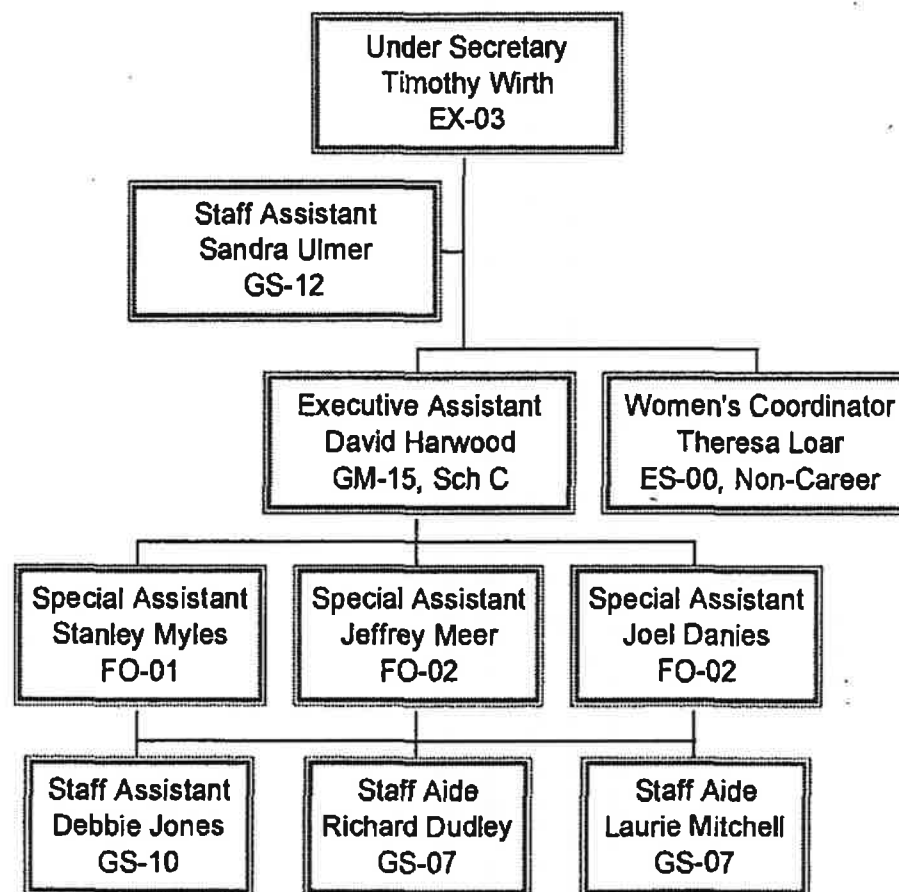 Under Secretary
Timothy Wirth
EX-03
Staff Assistant
Sandra Ulmer
GS-12
Executive Assistant
David Harwood
GM-15, Sch C
Women's Coordinator
Theresa Loar
ES-00, Non-Career
Special Assistant
Stanley Myles
FO-01
Special Assistant
Jeffrey Meer
FO-02
Special Assistant
Joel Danies
FO-02
Staff Assistant
Debbie Jones
GS-10
Staff Aide
Richard Dudley
GS-07
Staff Aide
Laurie Mitchell
GS-07